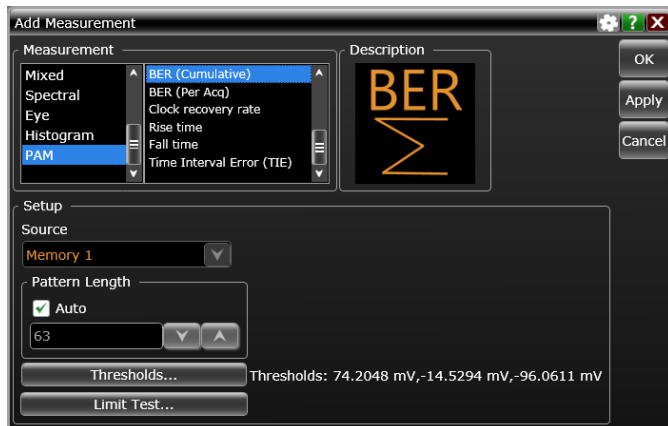 Add Measurement
?
X
Measurement
Mixed
Spectral
Eye
Histogram
PAM
BER (Cumulative)
BER (Per Acq)
Clock recovery rate
Rise time
Fall time
Time Interval Error (TIE)
Description
BER
Σ
OK
Apply
Cancel
Setup
Source
Memory 1
Pattern Length
Auto
63
Thresholds...
Thresholds: 74.2048 mV,-14.5294 mV,-96.0611 mV
Limit Test...